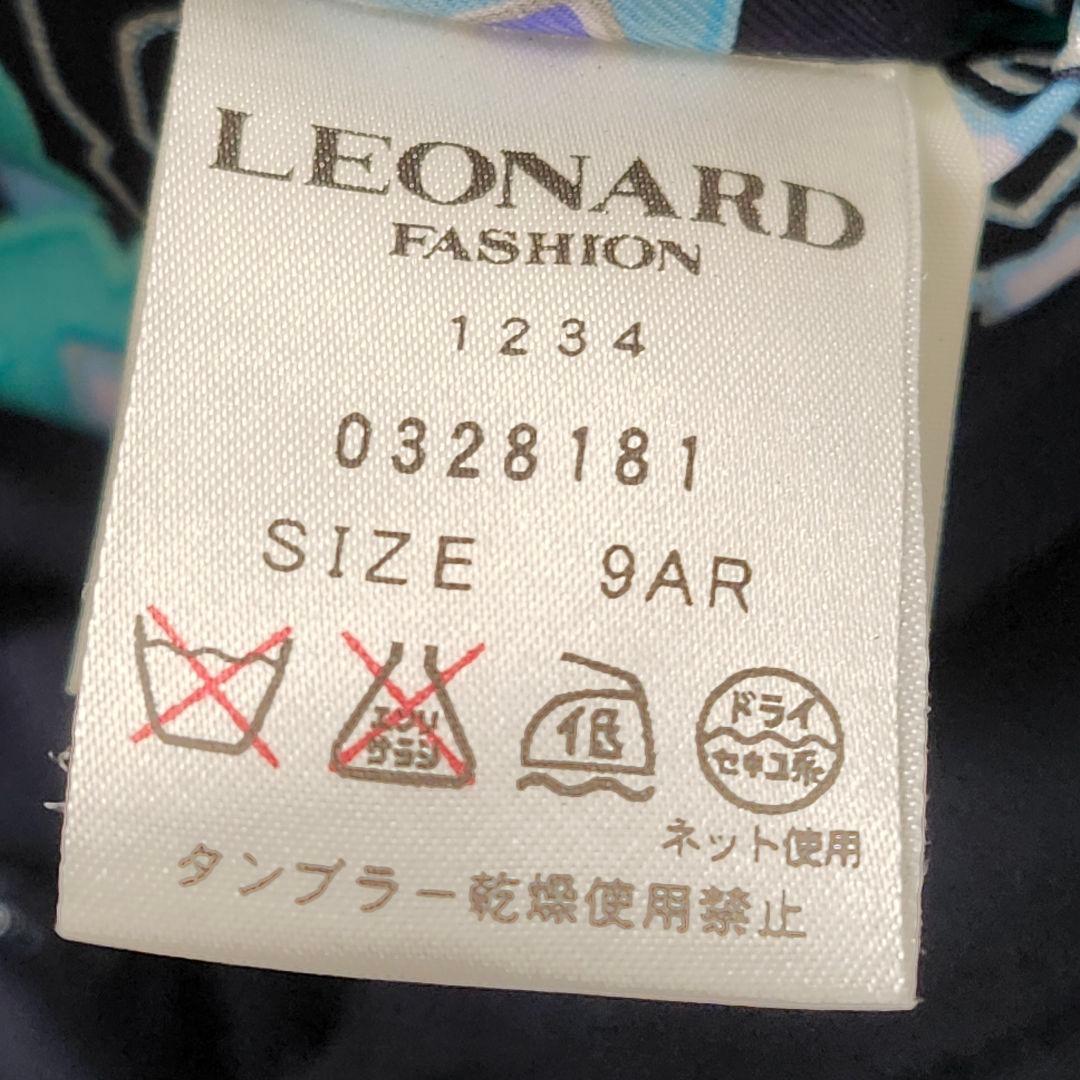 LEONARD
FASHION
1234
0328181
SIZE 9AR
エンソ
サラシ
低
ドライ
セキユ系
ネット使用
タンブラー乾燥使用禁止